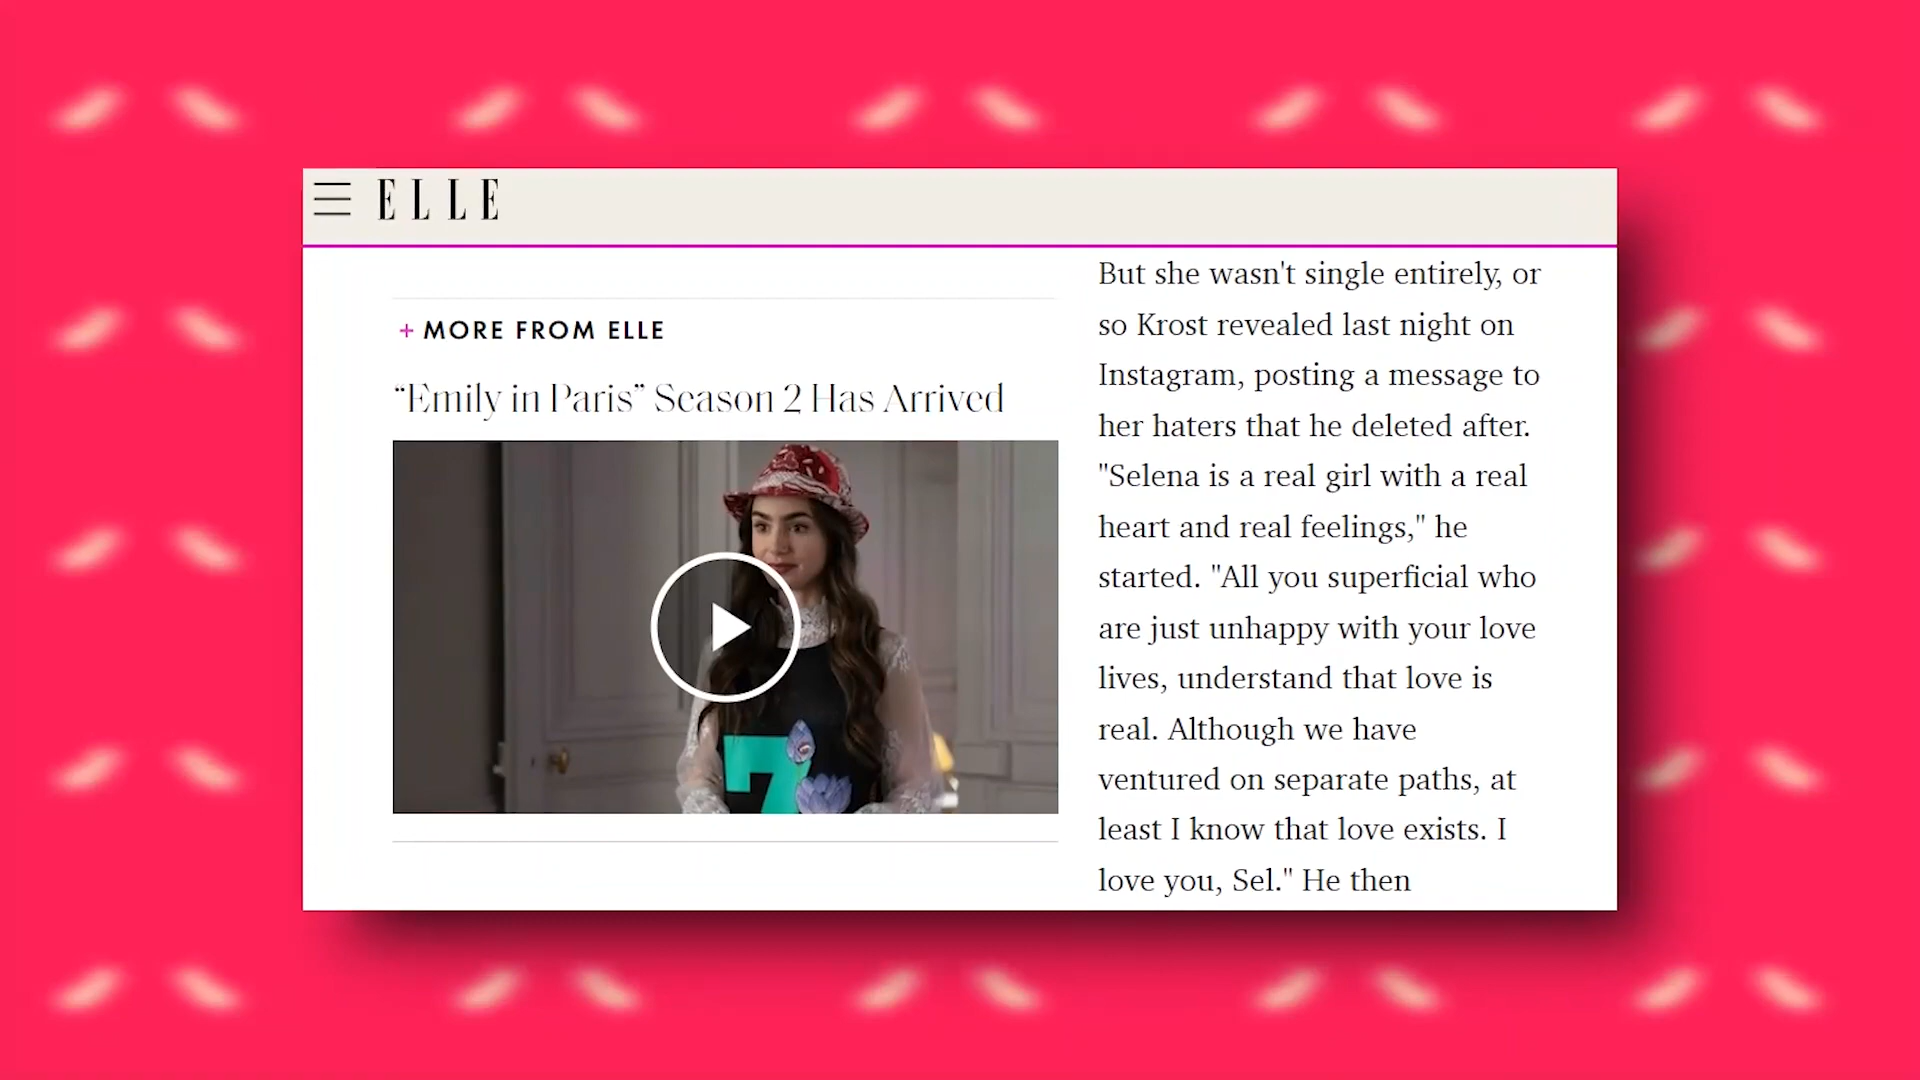 ELLE
+ MORE FROM ELLE
“Emily in Paris” Season 2 Has Arrived
7
But she wasn't single entirely, or
so Krost revealed last night on
Instagram, posting a message to
her haters that he deleted after.
"Selena is a real girl with a real
heart and real feelings," he
started. "All you superficial who
are just unhappy with your love
lives, understand that love is
real. Although we have
ventured on separate paths, at
least I know that love exists. I
love you, Sel." He then